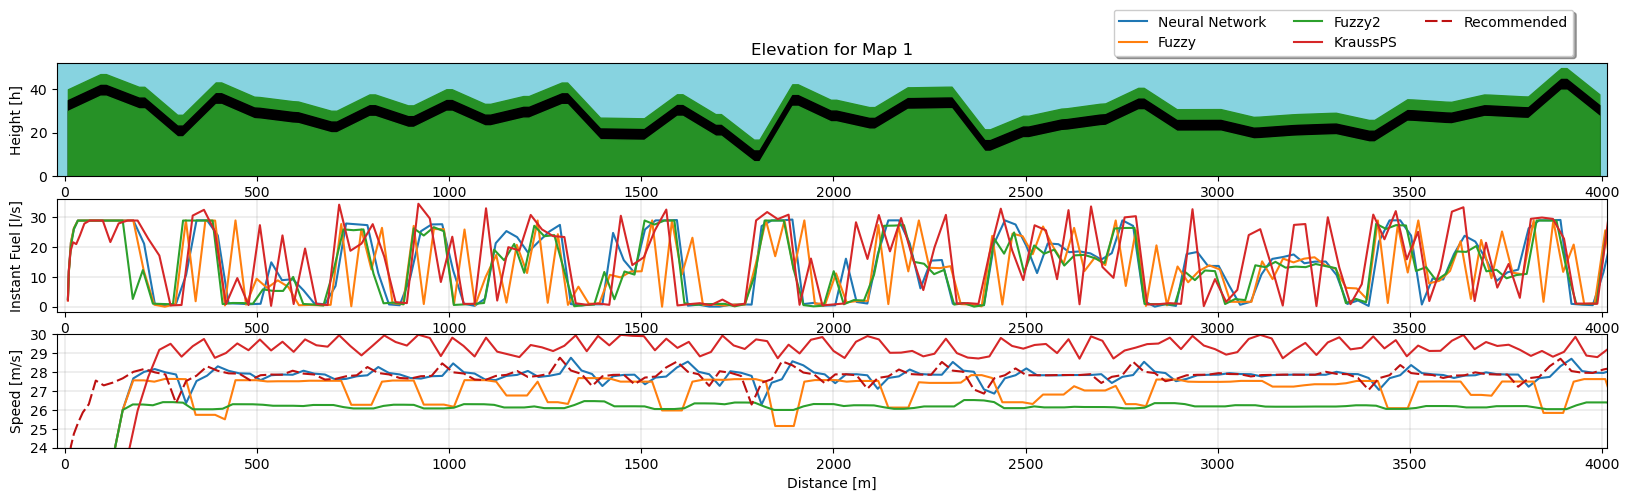 Neural Network Fuzzy2 Recommended
Fuzzy KraussPS
Elevation for Map 1
Height [h]
40
20
0
0 500 1000 1500 2000 2500 3000 3500 4000
Instant Fuel [l/s]
30
20
10
0
0 500 1000 1500 2000 2500 3000 3500 4000
Speed [m/s]
30
29
28
27
26
25
24
0 500 1000 1500 2000 2500 3000 3500 4000
Distance [m]